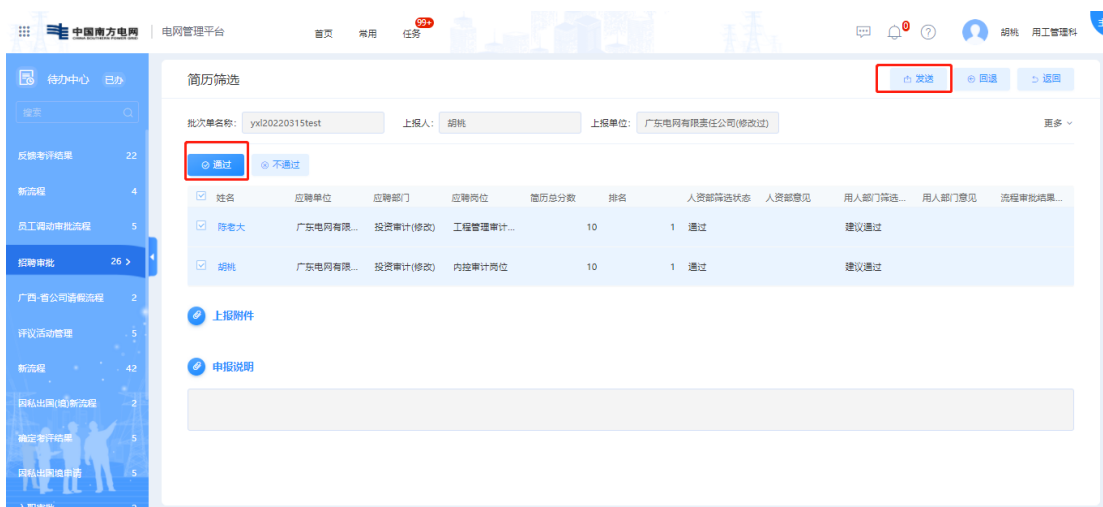 中国南方电网 电网管理平台 首页 常用 任务 99+ 0 胡桃 用工管理科
CHINA SOUTHERN POWER GRID
待办中心 已办
搜索
反馈考评结果 22
新流程 4
员工调动审批流程 5
招聘审批 26 >
广西-省公司请假流程 2
评议活动管理 5
新流程 42
因私出国(境)新流程 2
确定考评结果 5
因私出国境申请 5
简历筛选 发送 回退 返回
批次单名称: yxl20220315test 上报人: 胡桃 上报单位: 广东电网有限责任公司(修改过) 更多
通过 不通过
姓名 应聘单位 应聘部门 应聘岗位 简历总分数 排名 人资部筛选状态 人资部意见 用人部门筛选... 用人部门意见 流程审批结果...
陈老大 广东电网有限... 投资审计(修改) 工程管理审计... 10 1 通过 建议通过
胡桃 广东电网有限... 投资审计(修改) 内控审计岗位 10 1 通过 建议通过
上报附件
申报说明